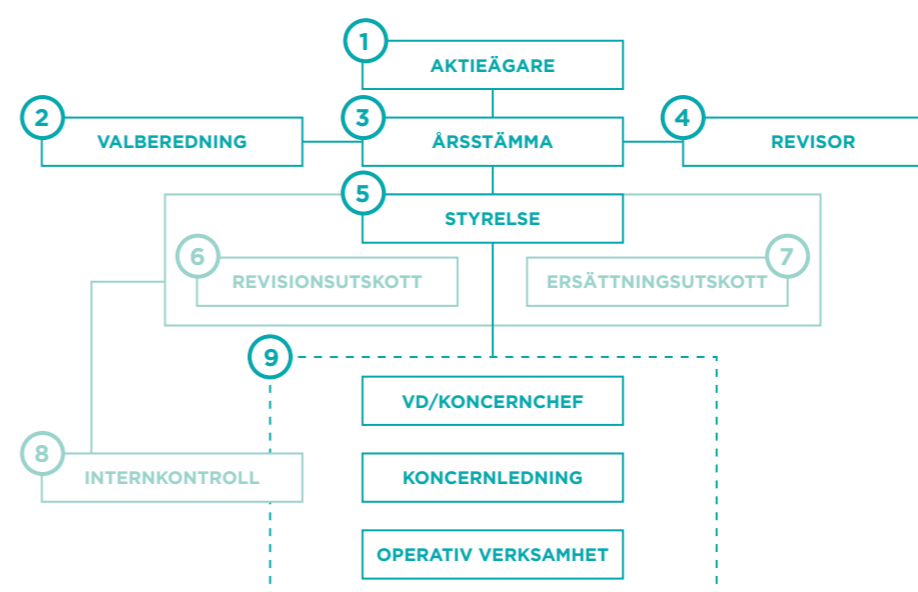 1
AKTIEÄGARE
2
VALBEREDNING
3
ÅRSSTÄMMA
4
REVISOR
5
STYRELSE
6
REVISIONSUTSKOTT
7
ERSÄTTNINGSUTSKOTT
9
VD/KONCERNCHEF
8
INTERNKONTROLL
KONCERNLEDNING
OPERATIV VERKSAMHET